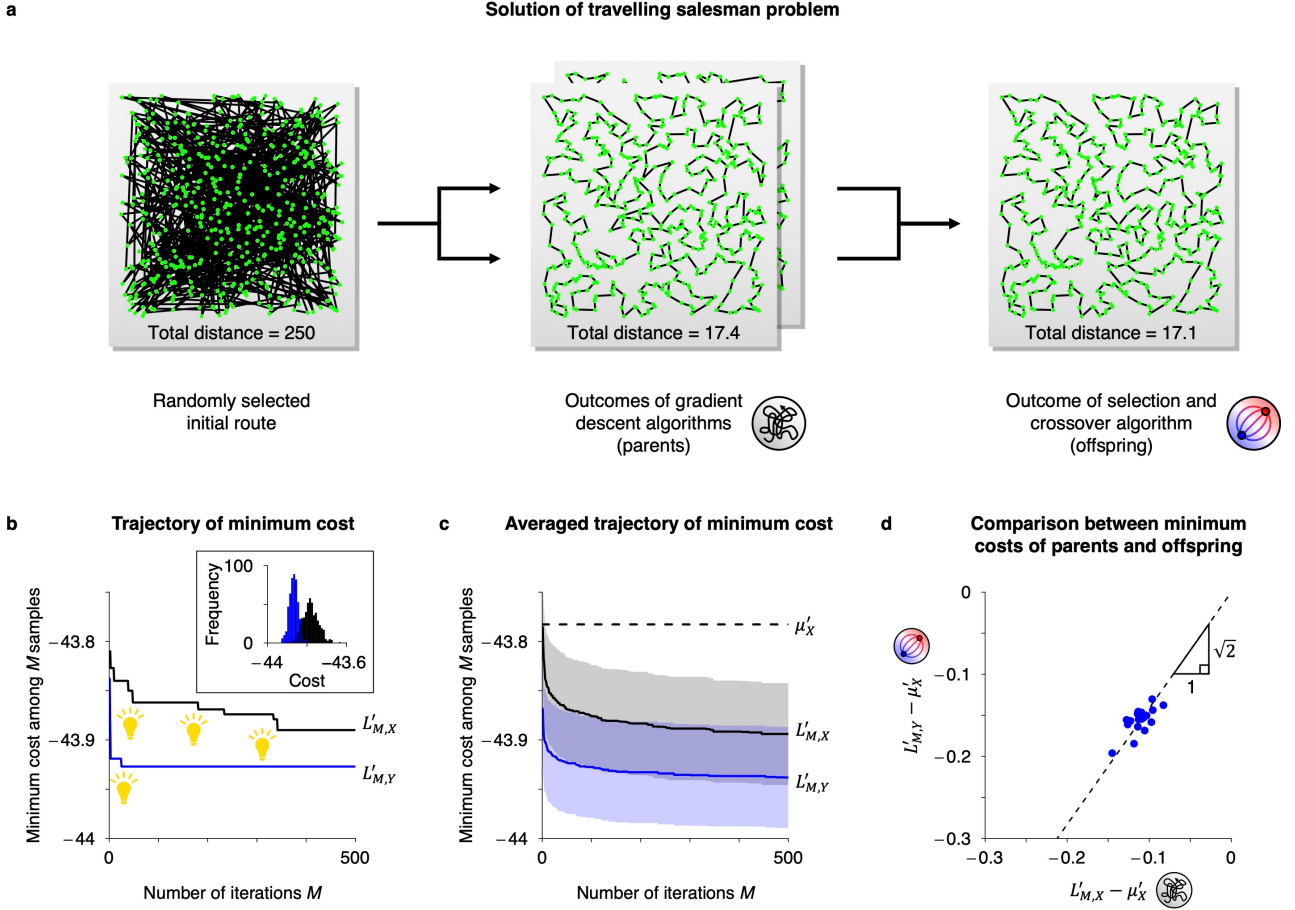 a
Solution of travelling salesman problem
Total distance = 250
Total distance = 17.4
Total distance = 17.1
Randomly selected
initial route
Outcomes of gradient
descent algorithms
(parents)
Outcome of selection and
crossover algorithm
(offspring)
b
Trajectory of minimum cost
Minimum cost among M samples
−43.8
−43.9
−44
0
500
Number of iterations M
Frequency
100
0
−44
−43.6
Cost
L′M,X
L′M,Y
c
Averaged trajectory of minimum cost
Minimum cost among M samples
−43.8
−43.9
−44
0
500
Number of iterations M
μ′X
L′M,X
L′M,Y
d
Comparison between minimum
costs of parents and offspring
L′M,Y − μ′X
0
−0.1
−0.2
−0.3
−0.3
−0.2
−0.1
0
√2
1
L′M,X − μ′X